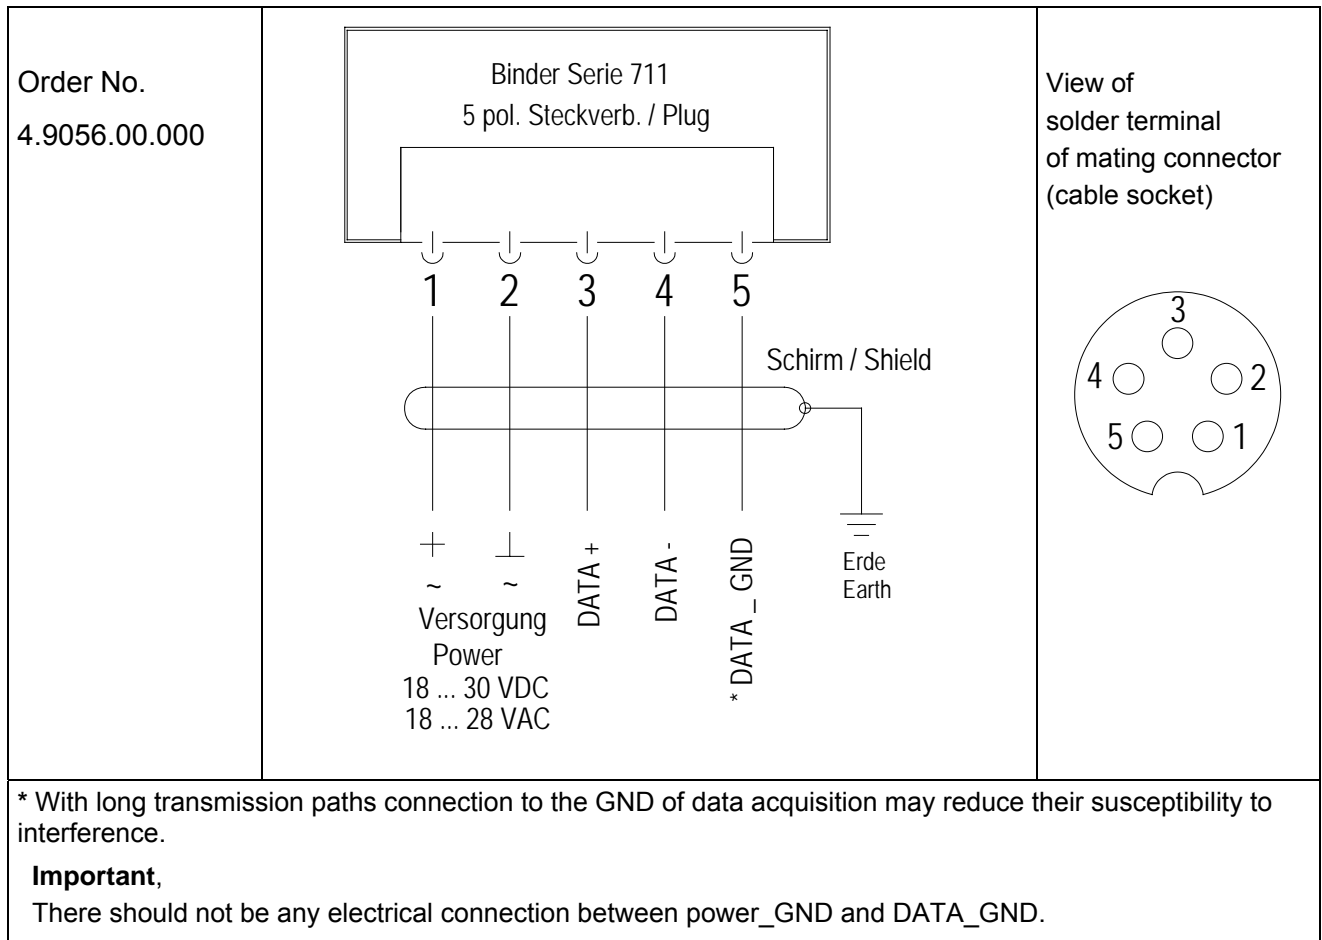 Order No.
4.9056.00.000
Binder Serie 711
5 pol. Steckverb. / Plug
1 2 3 4 5
Schirm / Shield
+ ⊥
~ ~
Versorgung
Power
18 ... 30 VDC
18 ... 28 VAC
DATA +
DATA -
* DATA _ GND
Erde
Earth
View of
solder terminal
of mating connector
(cable socket)
3
4 2
5 1
* With long transmission paths connection to the GND of data acquisition may reduce their susceptibility to
interference.
Important,
There should not be any electrical connection between power_GND and DATA_GND.